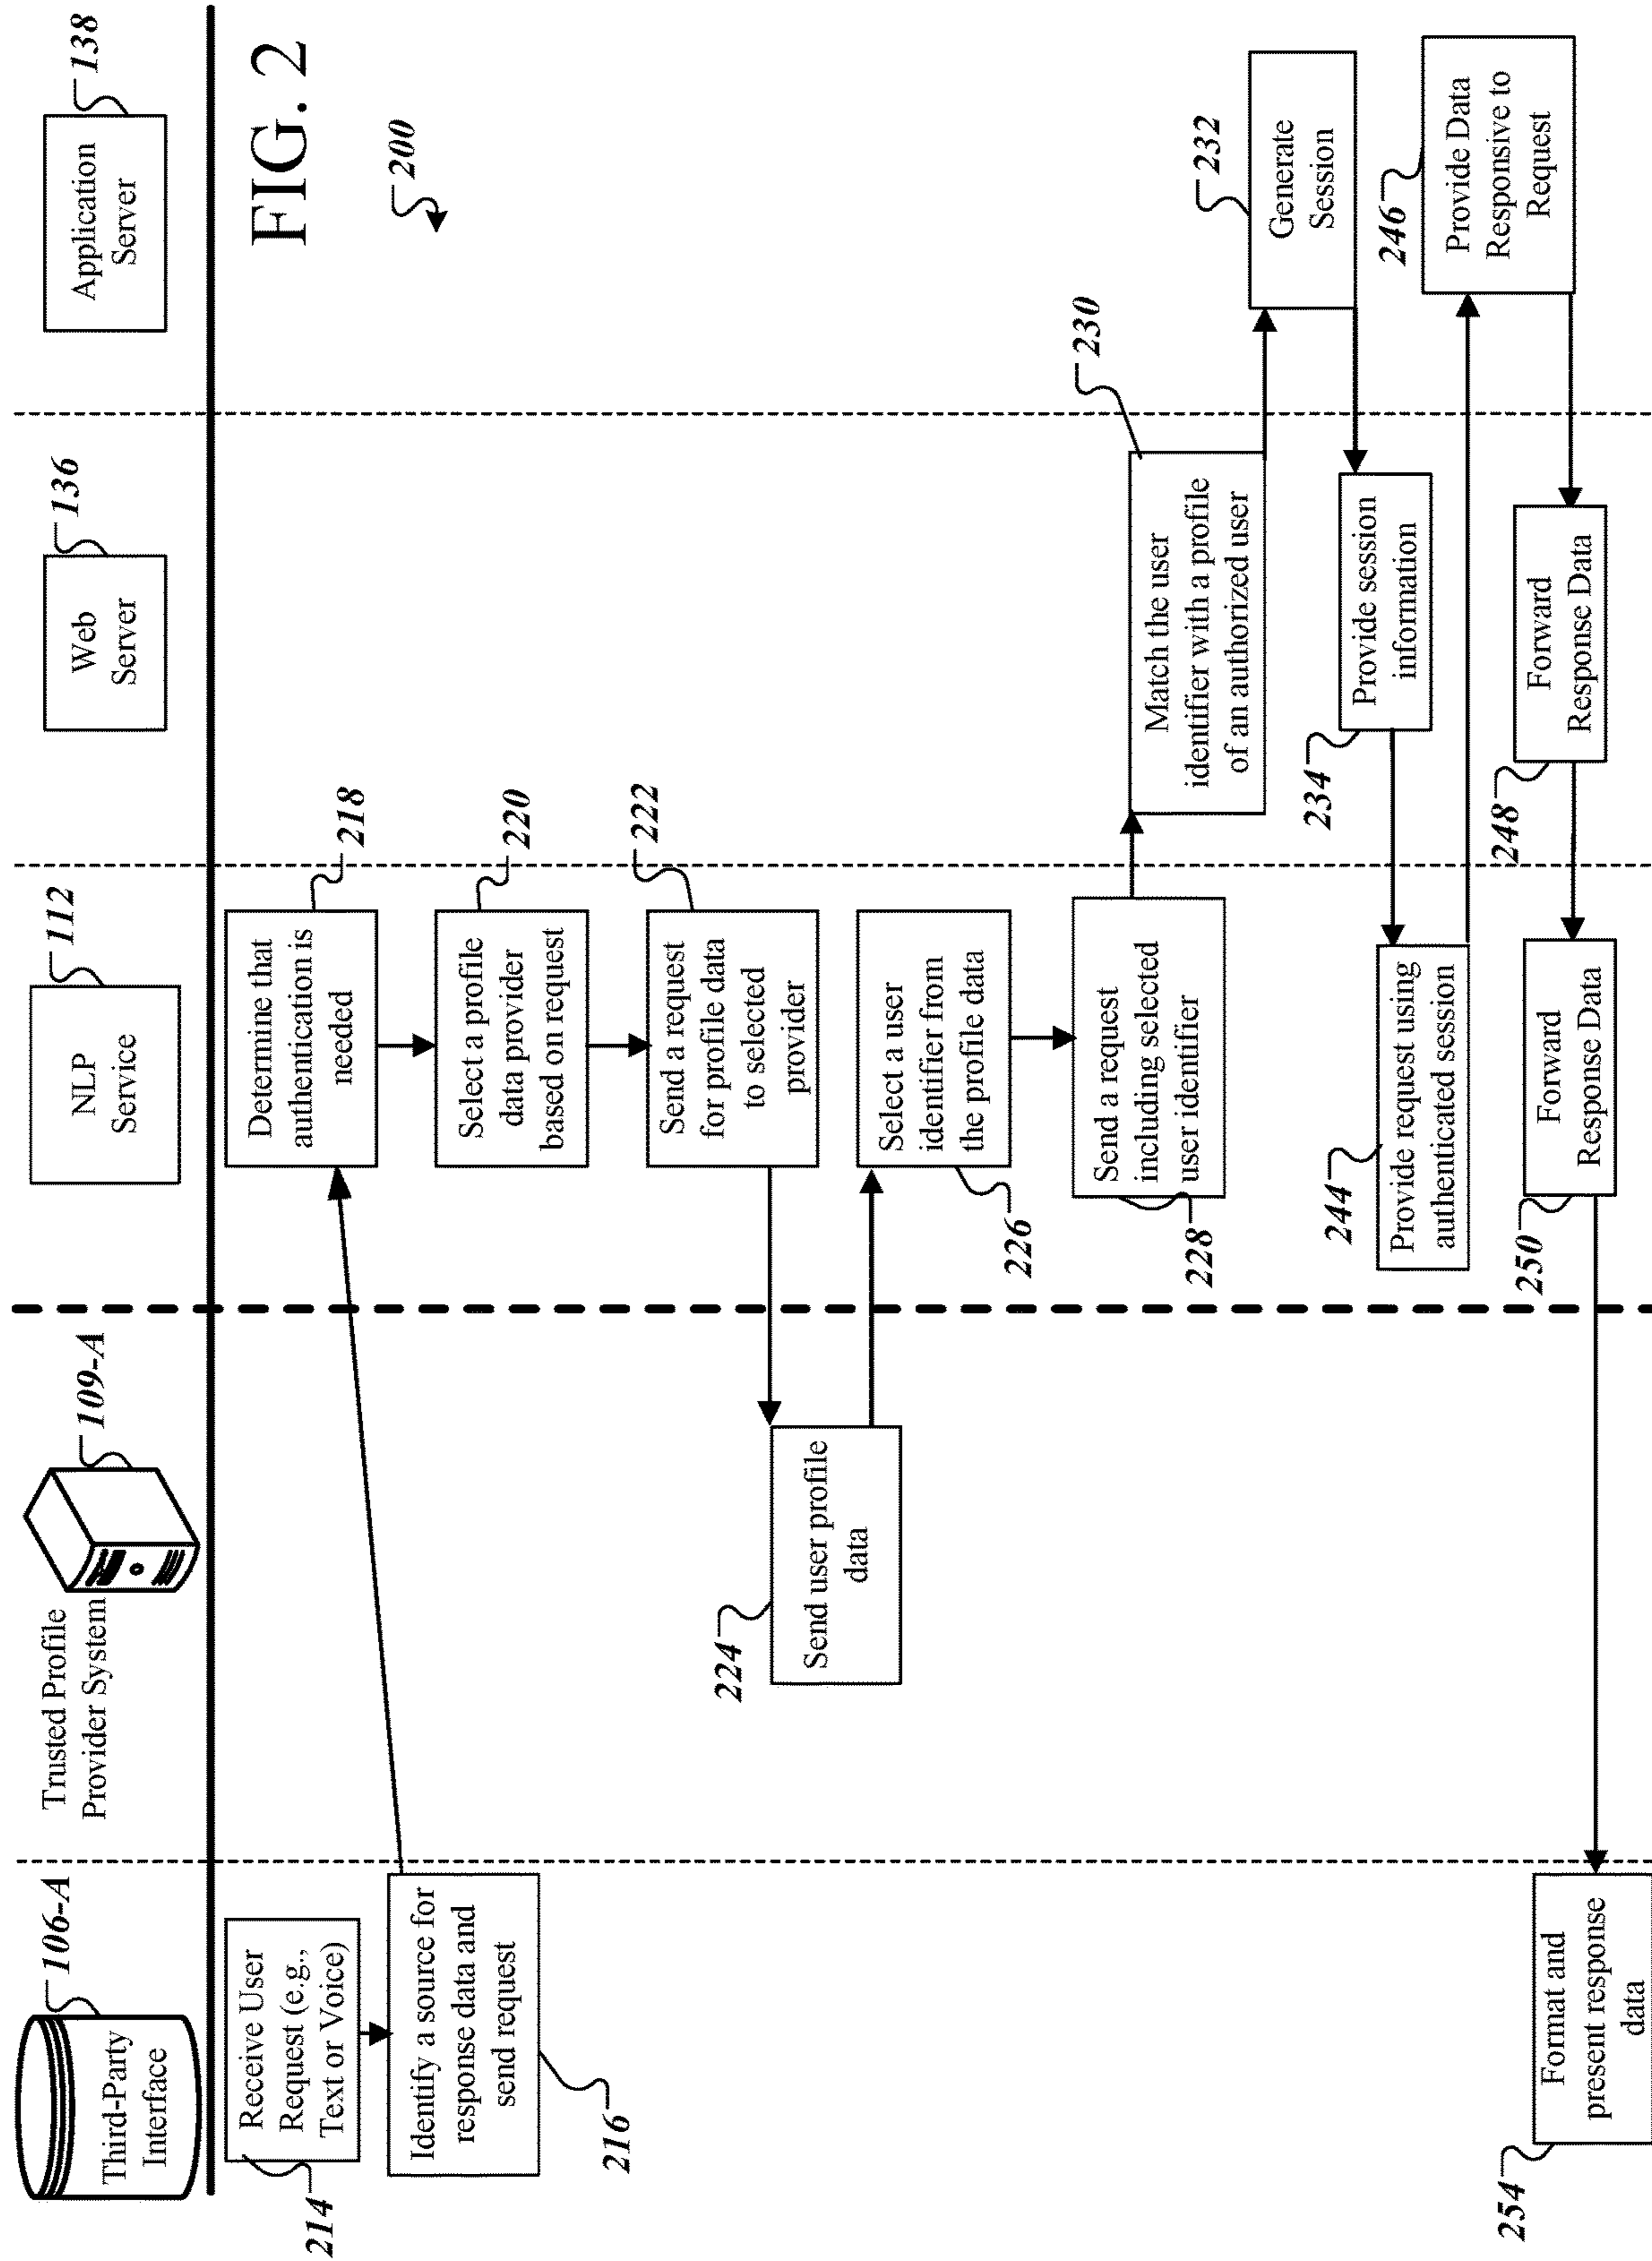 Third-Party
Interface
106-A
Trusted Profile
Provider System
109-A
NLP
Service
112
Web
Server
136
Application
Server
138
FIG. 2
200
214
Receive User
Request (e.g.,
Text or Voice)
Identify a source for
response data and
send request
216
Determine that
authentication is
needed
218
Select a profile
data provider
based on request
220
Send a request
for profile data
to selected
provider
222
224
Send user profile
data
Select a user
identifier from
the profile data
226
Send a request
including selected
user identifier
228
Match the user
identifier with a profile
of an authorized user
230
Generate
Session
232
234
Provide session
information
244
Provide request using
authenticated session
246
Provide Data
Responsive to
Request
248
Forward
Response Data
250
Forward
Response Data
254
Format and
present response
data